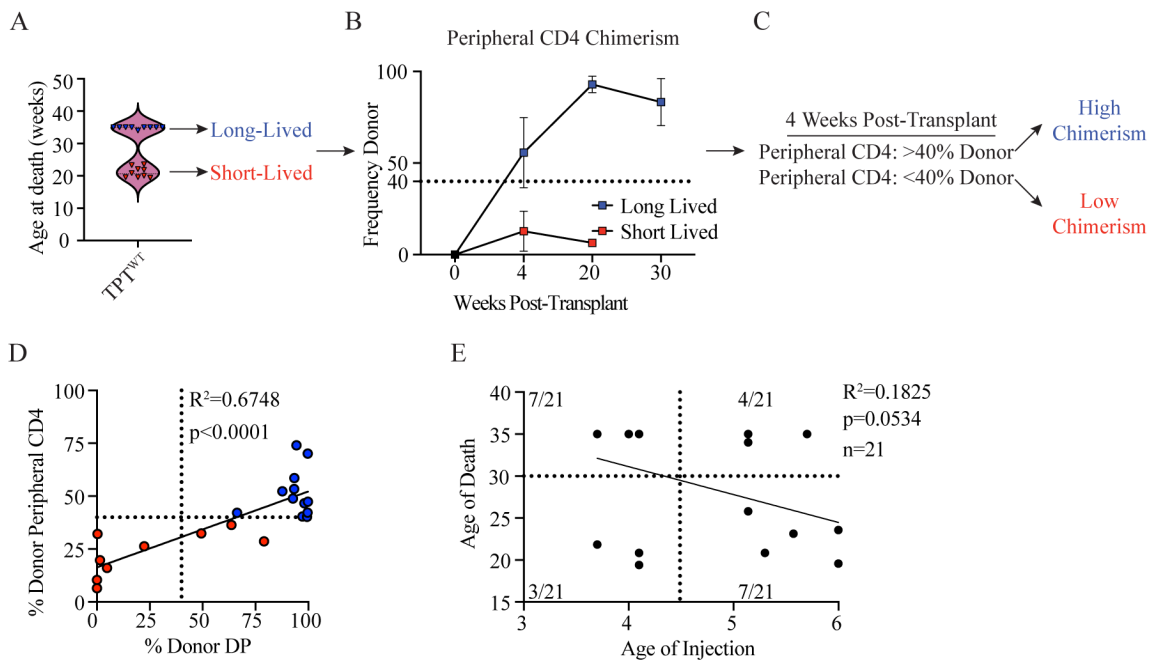 A
Age at death (weeks)
50
40
30
20
10
0
TPTᵂᵀ
Long-Lived
Short-Lived
B
Peripheral CD4 Chimerism
Frequency Donor
100
50
40
0
0 4 20 30
Weeks Post-Transplant
Long Lived
Short Lived
C
4 Weeks Post-Transplant
Peripheral CD4: >40% Donor
Peripheral CD4: <40% Donor
High
Chimerism
Low
Chimerism
D
% Donor Peripheral CD4
100
75
50
25
0
0 25 50 75 100
% Donor DP
R²=0.6748
p<0.0001
E
Age of Death
40
35
30
25
20
15
3 4 5 6
Age of Injection
7/21
4/21
3/21
7/21
R²=0.1825
p=0.0534
n=21